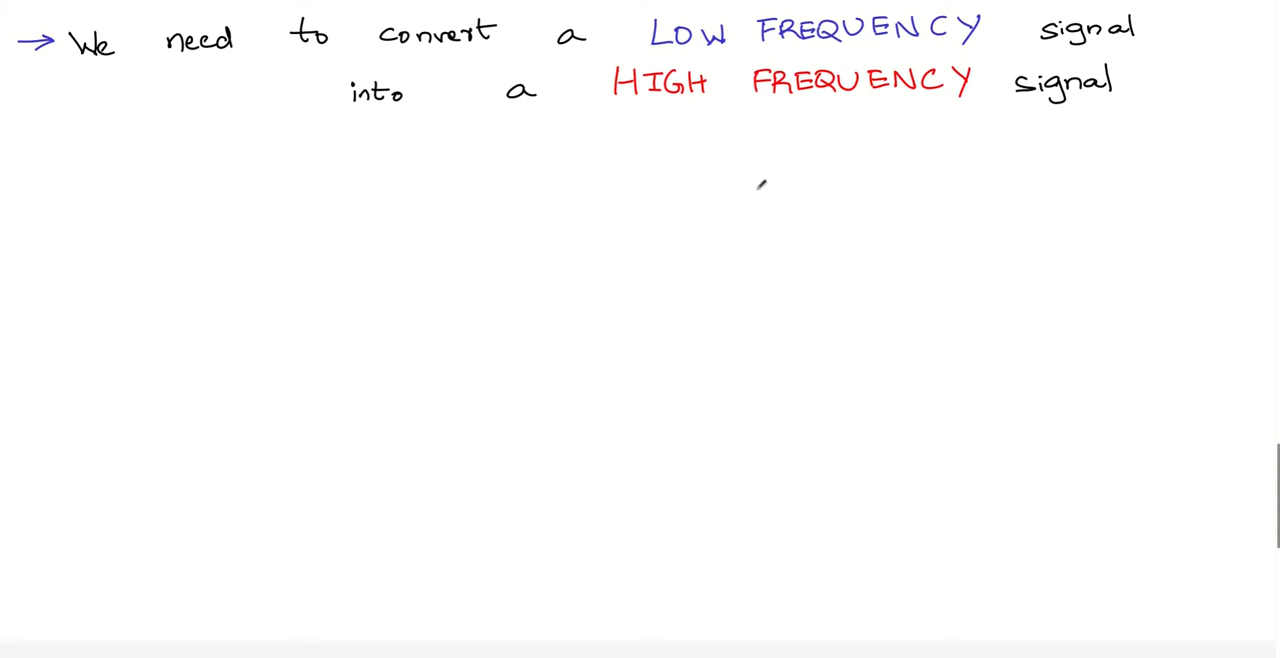 → We need to convert a LOW FREQUENCY signal
into a HIGH FREQUENCY signal